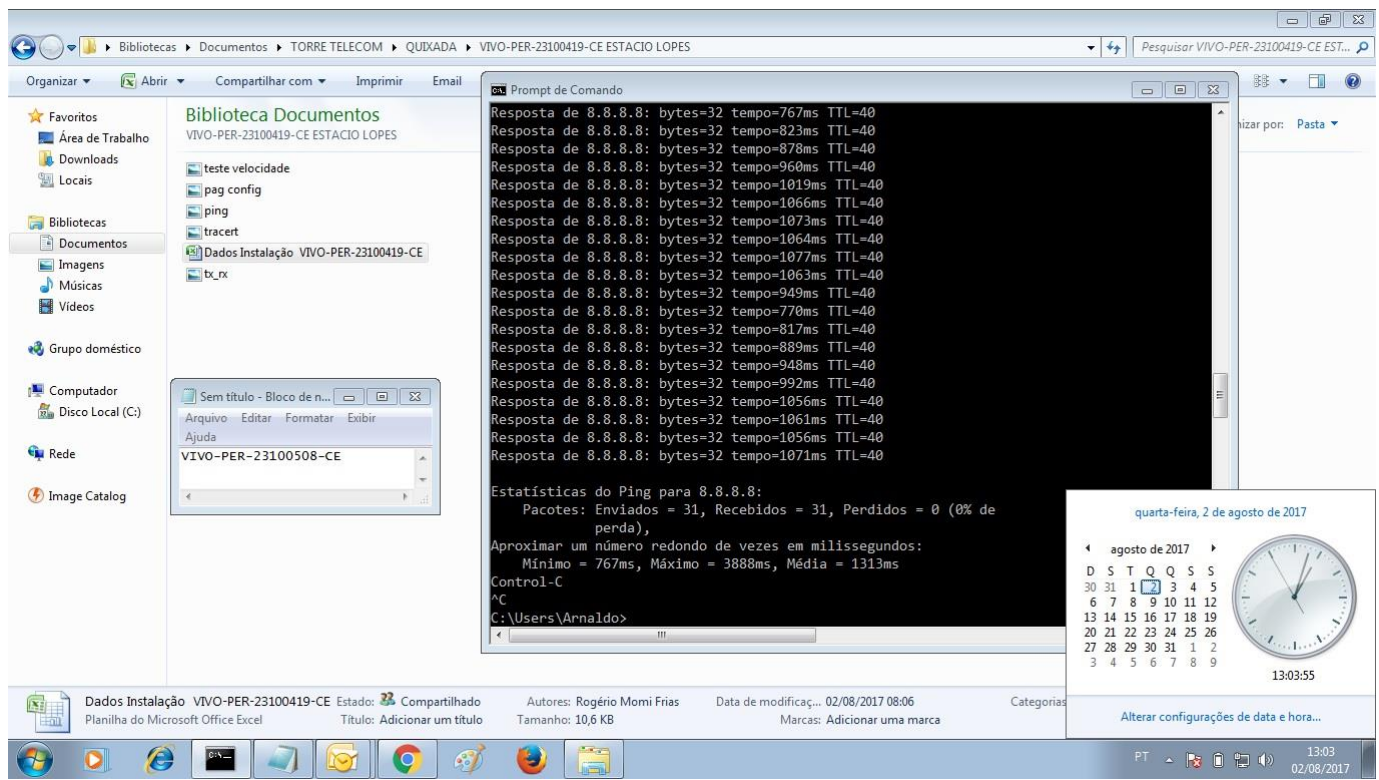 Bibliotecas ▸ Documentos ▸ TORRE TELECOM ▸ QUIXADA ▸ VIVO-PER-23100419-CE ESTACIO LOPES
Pesquisar VIVO-PER-23100419-CE EST...
Organizar
Abrir
Compartilhar com
Imprimir
Email
Favoritos
Área de Trabalho
Downloads
Locais
Bibliotecas
Documentos
Imagens
Músicas
Vídeos
Grupo doméstico
Computador
Disco Local (C:)
Rede
Image Catalog
Biblioteca Documentos
VIVO-PER-23100419-CE ESTACIO LOPES
Pasta
teste velocidade
pag config
ping
tracert
Dados Instalação VIVO-PER-23100419-CE
tx_rx
Sem título - Bloco de n...
Arquivo Editar Formatar Exibir
Ajuda
VIVO-PER-23100508-CE
Prompt de Comando
Resposta de 8.8.8.8: bytes=32 tempo=767ms TTL=40
Resposta de 8.8.8.8: bytes=32 tempo=823ms TTL=40
Resposta de 8.8.8.8: bytes=32 tempo=878ms TTL=40
Resposta de 8.8.8.8: bytes=32 tempo=960ms TTL=40
Resposta de 8.8.8.8: bytes=32 tempo=1019ms TTL=40
Resposta de 8.8.8.8: bytes=32 tempo=1066ms TTL=40
Resposta de 8.8.8.8: bytes=32 tempo=1073ms TTL=40
Resposta de 8.8.8.8: bytes=32 tempo=1064ms TTL=40
Resposta de 8.8.8.8: bytes=32 tempo=1077ms TTL=40
Resposta de 8.8.8.8: bytes=32 tempo=1063ms TTL=40
Resposta de 8.8.8.8: bytes=32 tempo=949ms TTL=40
Resposta de 8.8.8.8: bytes=32 tempo=770ms TTL=40
Resposta de 8.8.8.8: bytes=32 tempo=817ms TTL=40
Resposta de 8.8.8.8: bytes=32 tempo=889ms TTL=40
Resposta de 8.8.8.8: bytes=32 tempo=948ms TTL=40
Resposta de 8.8.8.8: bytes=32 tempo=992ms TTL=40
Resposta de 8.8.8.8: bytes=32 tempo=1056ms TTL=40
Resposta de 8.8.8.8: bytes=32 tempo=1061ms TTL=40
Resposta de 8.8.8.8: bytes=32 tempo=1056ms TTL=40
Resposta de 8.8.8.8: bytes=32 tempo=1071ms TTL=40
Estatísticas do Ping para 8.8.8.8:
Pacotes: Enviados = 31, Recebidos = 31, Perdidos = 0 (0% de
perda),
Aproximar um número redondo de vezes em milissegundos:
Mínimo = 767ms, Máximo = 3888ms, Média = 1313ms
Control-C
^C
C:\Users\Arnaldo>
quarta-feira, 2 de agosto de 2017
agosto de 2017
D S T Q Q S S
30 31 1 2 3 4 5
6 7 8 9 10 11 12
13 14 15 16 17 18 19
20 21 22 23 24 25 26
27 28 29 30 31 1 2
3 4 5 6 7 8 9
13:03:55
Alterar configurações de data e hora...
Dados Instalação VIVO-PER-23100419-CE Estado: Compartilhado Autores: Rogério Momi Frias Data de modificaç... 02/08/2017 08:06 Categorias
Planilha do Microsoft Office Excel Título: Adicionar um título Tamanho: 10,6 KB Marcas: Adicionar uma marca
PT
13:03
02/08/2017